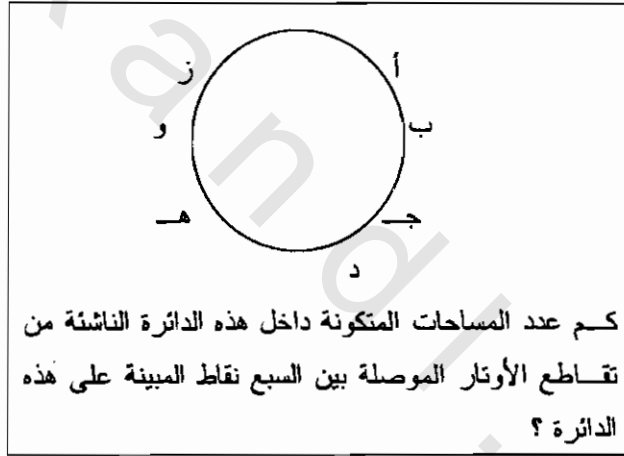 أ
ز
ب
و
جـ
هـ
د
كم عدد المساحات المتكونة داخل هذه الدائرة الناشئة من
تقاطع الأوتار الموصلة بين السبع نقاط المبينة على هذه
الدائرة ؟